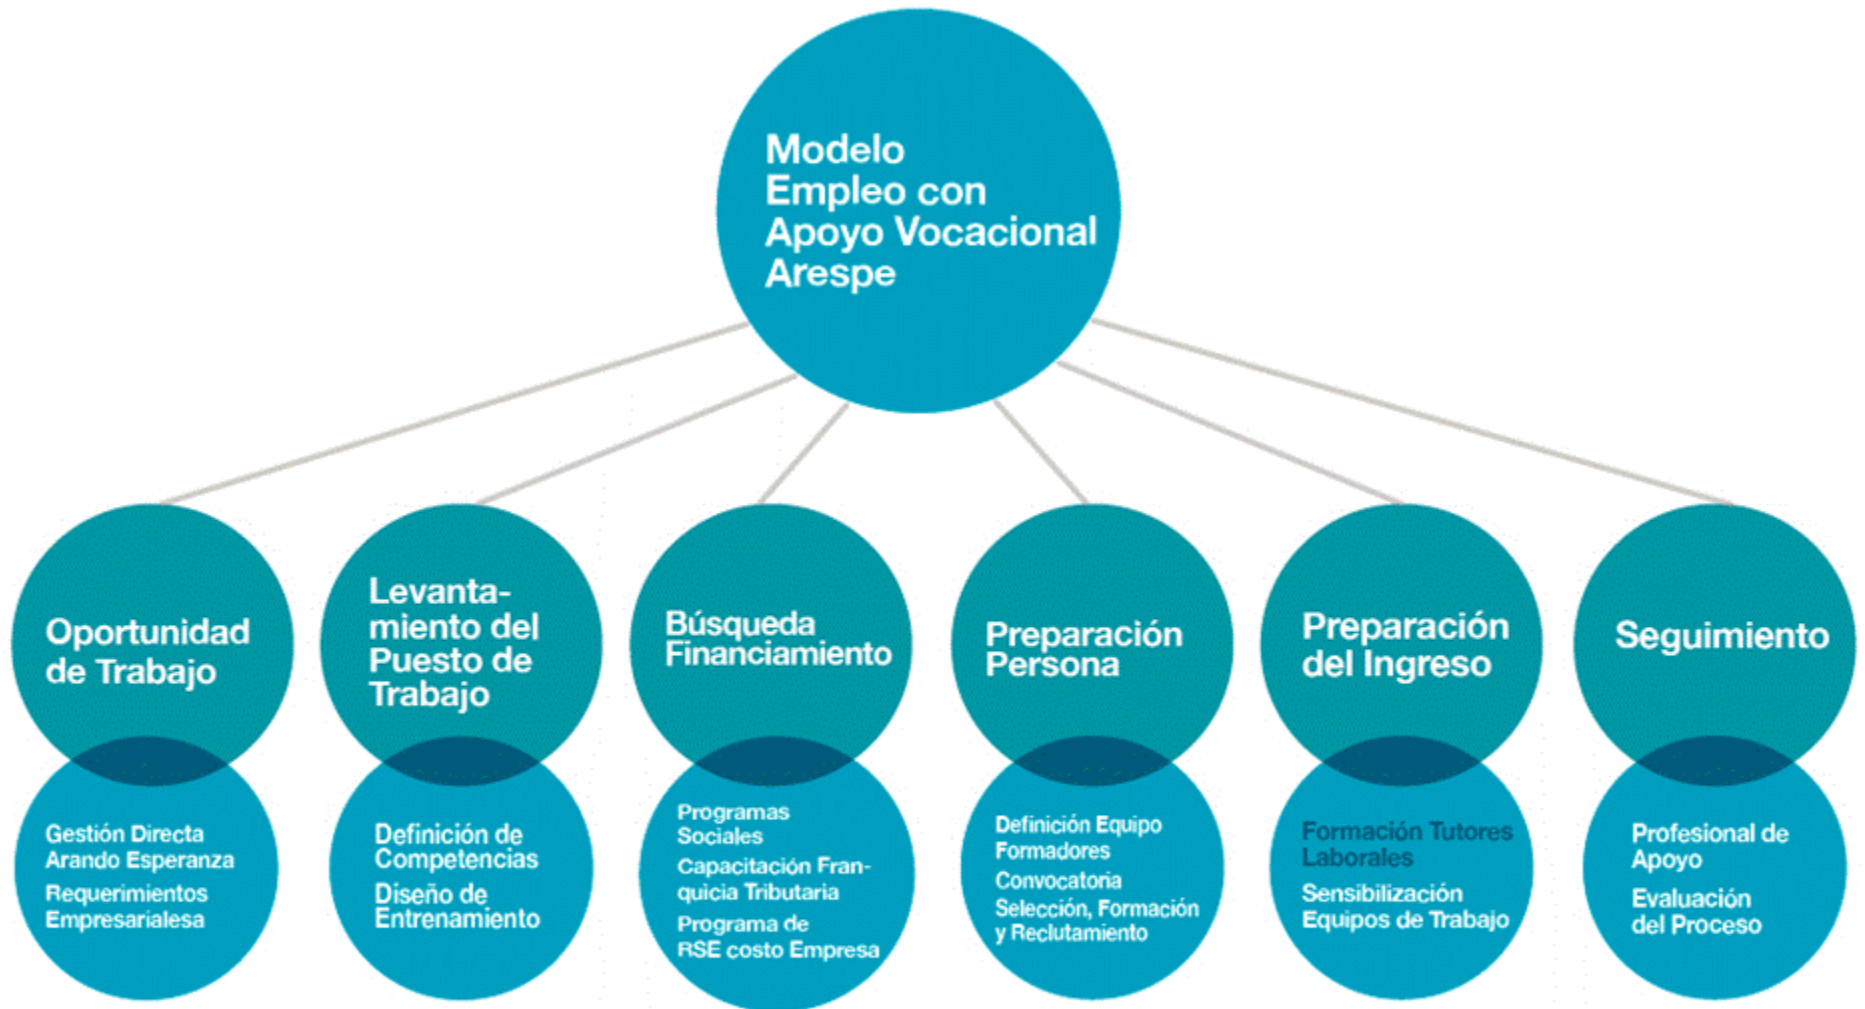 Modelo
Empleo con
Apoyo Vocacional
Arespe
Oportunidad
de Trabajo
Levanta-
miento del
Puesto de
Trabajo
Búsqueda
Financiamiento
Preparación
Persona
Preparación
del Ingreso
Seguimiento
Gestión Directa
Arando Esperanza
Requerimientos
Empresarialesa
Definición de
Competencias
Diseño de
Entrenamiento
Programas
Sociales
Capacitación Fran-
quicia Tributaria
Programa de
RSE costo Empresa
Definición Equipo
Formadores
Convocatoria
Selección, Formación
y Reclutamiento
Formación Tutores
Laborales
Sensibilización
Equipos de Trabajo
Profesional de
Apoyo
Evaluación
del Proceso